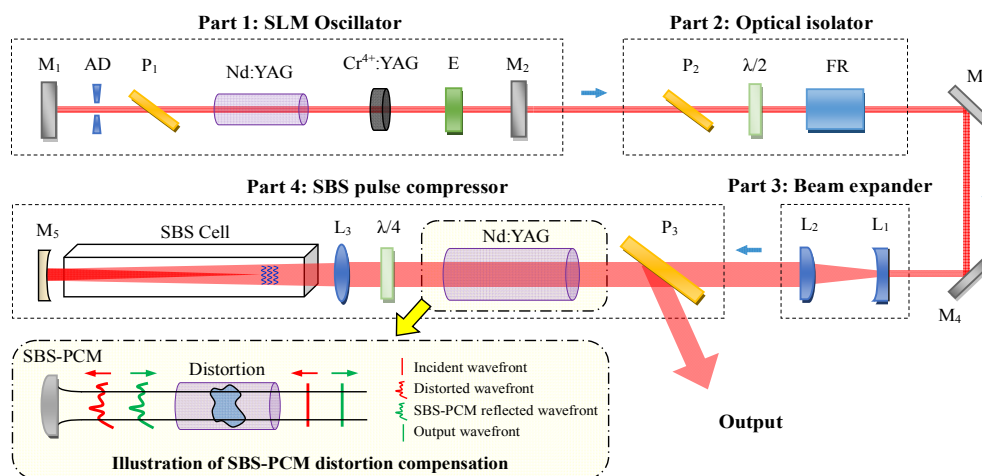 Part 1: SLM Oscillator
Part 2: Optical isolator
M₁ AD P₁ Nd:YAG Cr⁴⁺:YAG E M₂
P₂ λ/2 FR
M
Part 4: SBS pulse compressor
Part 3: Beam expander
M₅ SBS Cell L₃ λ/4 Nd:YAG P₃
L₂ L₁
M₄
SBS-PCM
Distortion
Incident wavefront
Distorted wavefront
SBS-PCM reflected wavefront
Output wavefront
Illustration of SBS-PCM distortion compensation
Output